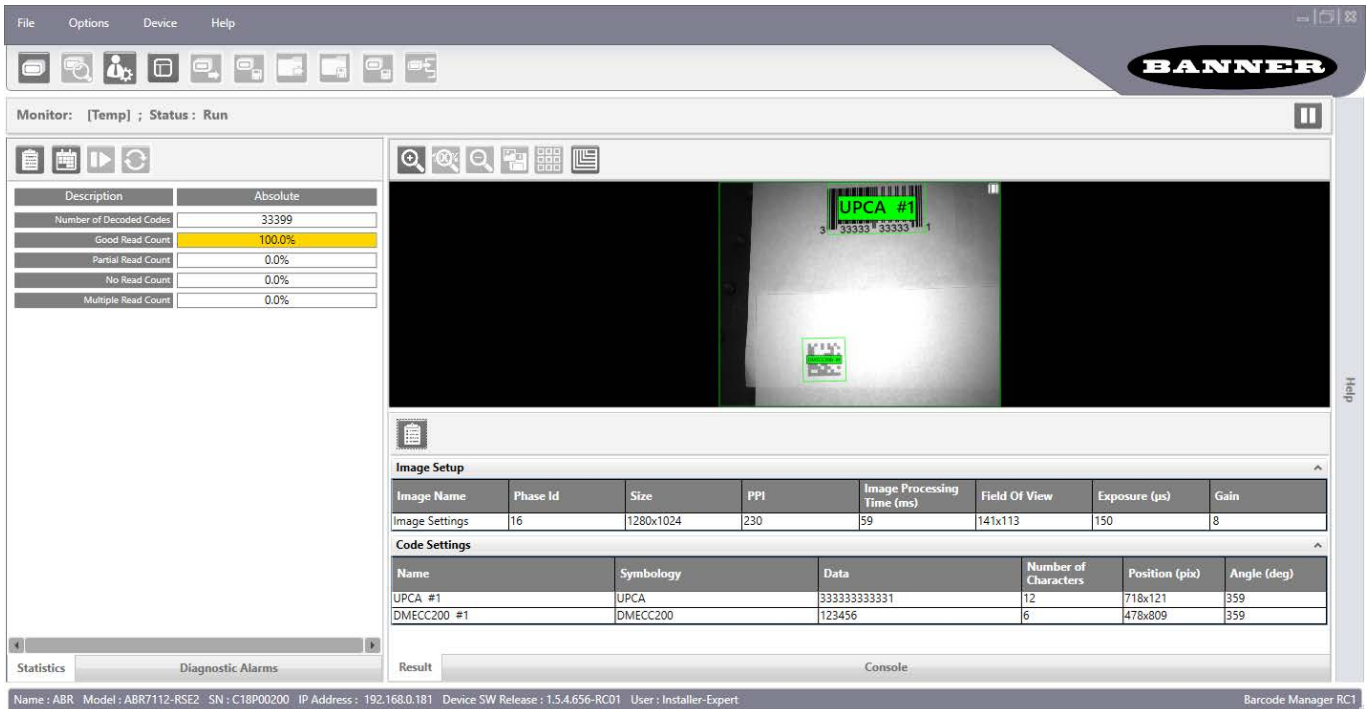 File Options Device Help
BANNER
Monitor: [Temp] ; Status : Run
Description Absolute
Number of Decoded Codes 33399
Good Read Count 100.0%
Partial Read Count 0.0%
No Read Count 0.0%
Multiple Read Count 0.0%
UPCA #1
3 33333 33333 1
DMECC200 #1
Help
Image Setup
Image Name Phase Id Size PPI Image Processing Time (ms) Field Of View Exposure (µs) Gain
Image Settings 16 1280x1024 230 59 141x113 150 8
Code Settings
Name Symbology Data Number of Characters Position (pix) Angle (deg)
UPCA #1 UPCA 333333333331 12 718x121 359
DMECC200 #1 DMECC200 123456 6 478x809 359
Statistics Diagnostic Alarms Result Console
Name : ABR Model : ABR7112-RSE2 SN : C18P00200 IP Address : 192.168.0.181 Device SW Release : 1.5.4.656-RC01 User : Installer-Expert Barcode Manager RC1